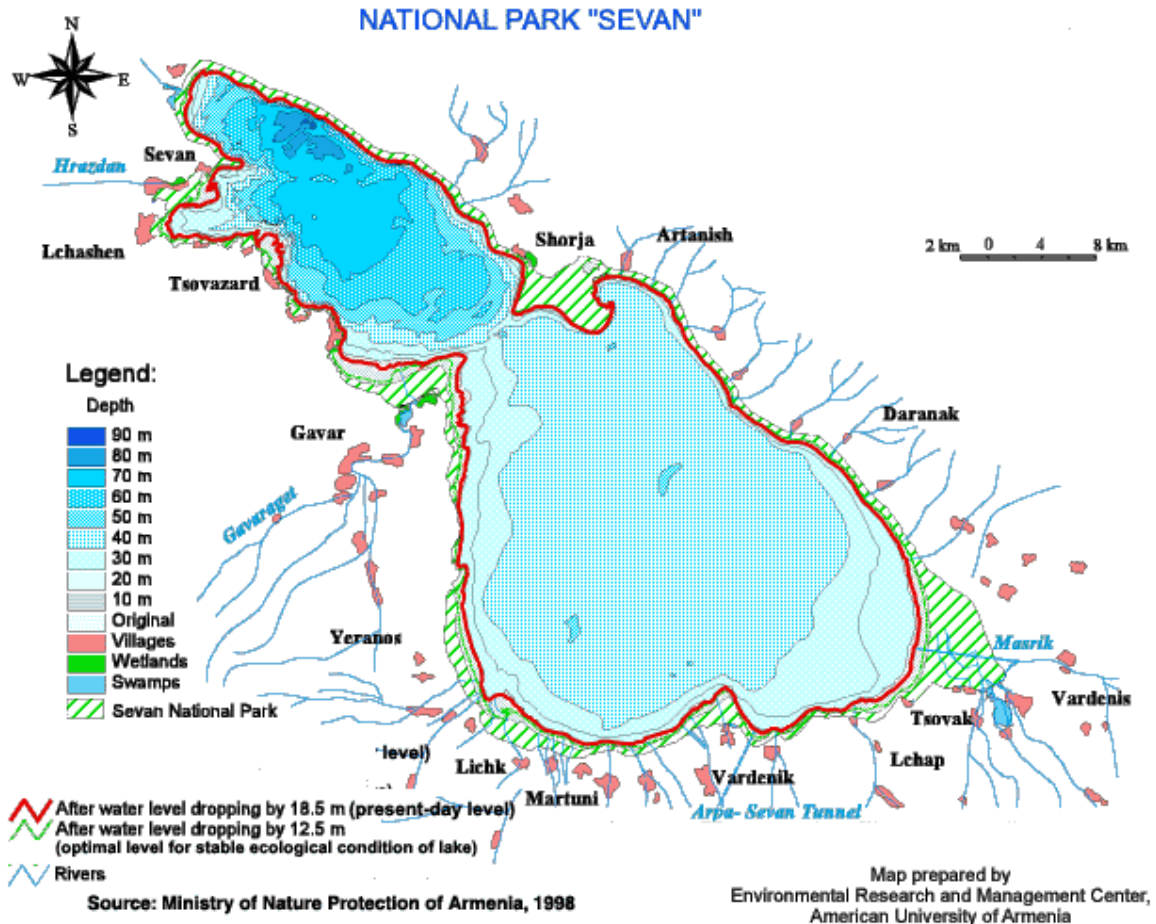 NATIONAL PARK "SEVAN"
N
W
E
S
Sevan
Hrazdan
Lchashen
Tsovazard
Shorja
Artanish
2 km 0 4 8 km
Legend:
Depth
90 m
80 m
70 m
60 m
50 m
40 m
30 m
20 m
10 m
Original
Villages
Wetlands
Swamps
Sevan National Park
Gavar
Gavaraget
Daranak
Yeranos
Masrik
Vardenis
Tsovak
Lchap
level)
Lichk
Martuni
Vardenik
Arpa- Sevan Tunnel
After water level dropping by 18.5 m (present-day level)
After water level dropping by 12.5 m
(optimal level for stable ecological condition of lake)
Rivers
Source: Ministry of Nature Protection of Armenia, 1998
Map prepared by
Environmental Research and Management Center,
American University of Armenia